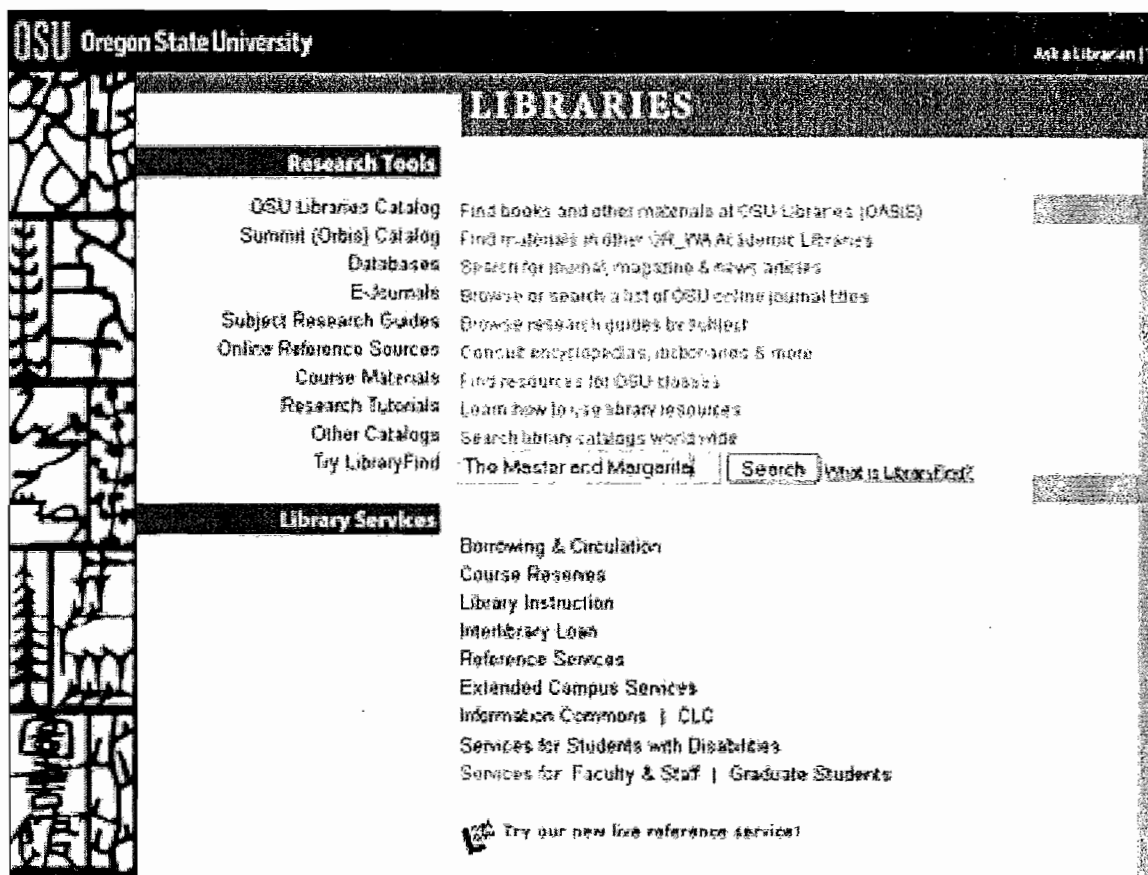 OSU Oregon State University
Ask a Librarian |
LIBRARIES
Research Tools
OSU Libraries Catalog Find books and other materials at OSU Libraries (OASIS)
Summit (Orbis) Catalog Find materials in other OR_WA Academic Libraries
Databases Search for journal, magazine & news articles
E-Journals Browse or search a list of OSU online journal titles
Subject Research Guides Browse research guides by subject
Online Reference Sources Consult encyclopedias, dictionaries & more
Course Materials Find resources for OSU classes
Research Tutorials Learn how to use library resources
Other Catalogs Search library catalogs worldwide
Try LibraryFind The Master and Margarita Search What is LibraryFind?
Library Services
Borrowing & Circulation
Course Reserves
Library Instruction
Interlibrary Loan
Reference Services
Extended Campus Services
Information Commons | CLC
Services for Students with Disabilities
Services for Faculty & Staff | Graduate Students
Try our new live reference service!